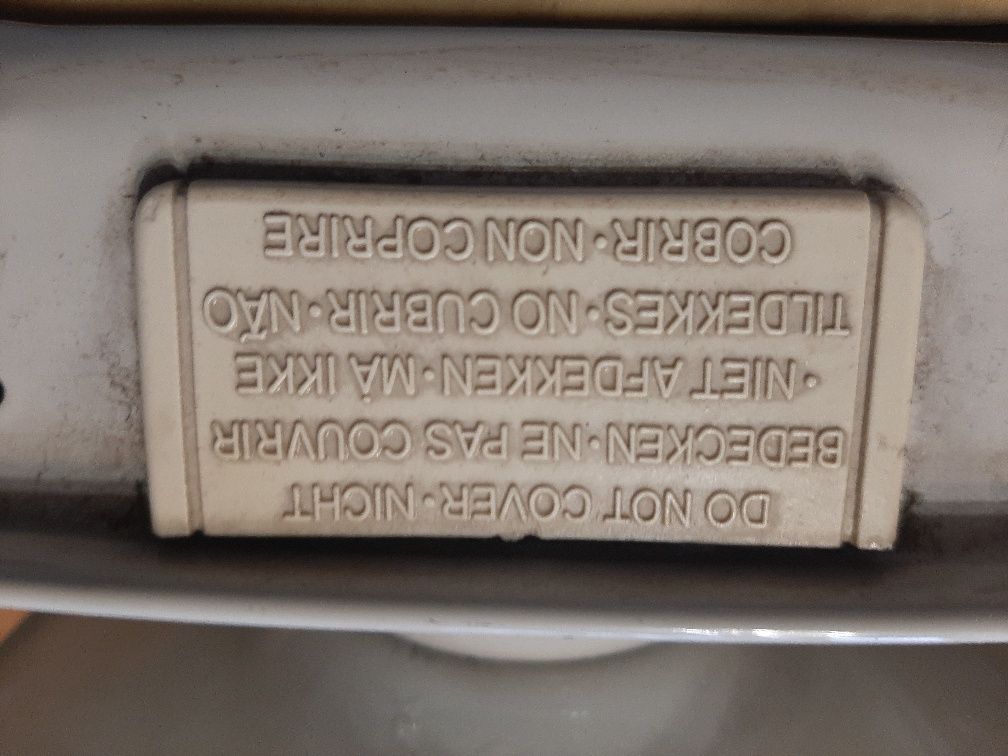 DO NOT COVER · NICHT
BEDECKEN · NE PAS COUVRIR
· NIET AFDEKKEN · MÅ IKKE
TILDEKKES · NO CUBRIR · NÃO
COBRIR · NON COPRIRE